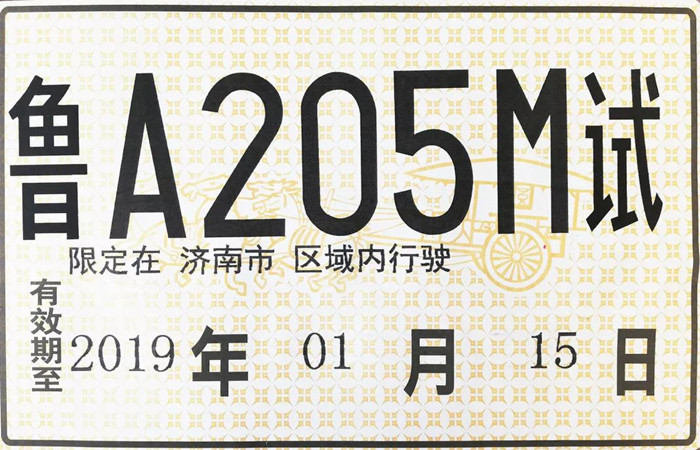 鲁A205M试
限定在 济南市 区域内行驶
有效期至 2019 年 01 月 15 日